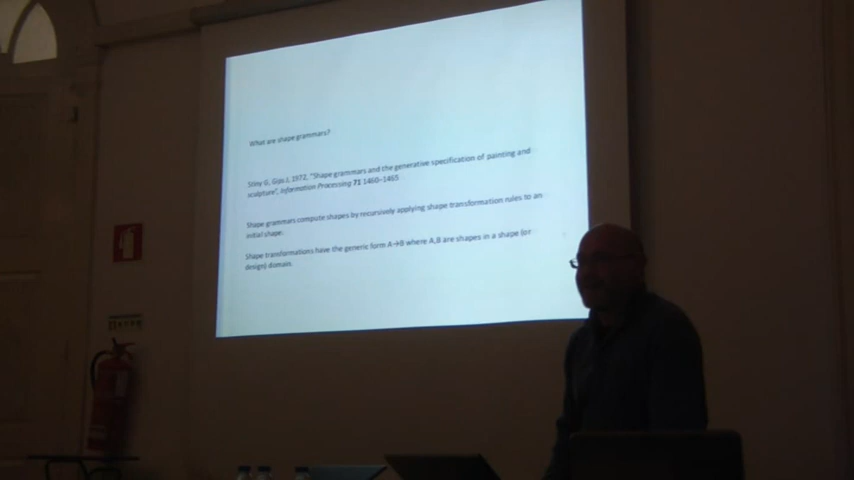 What are shape grammars?
Stiny G, Gips J, 1972, "Shape grammars and the generative specification of painting and
sculpture", Information Processing 71 1460–1465
Shape grammars compute shapes by recursively applying shape transformation rules to an
initial shape.
Shape transformations have the generic form A→B where A,B are shapes in a shape (or
design) domain.